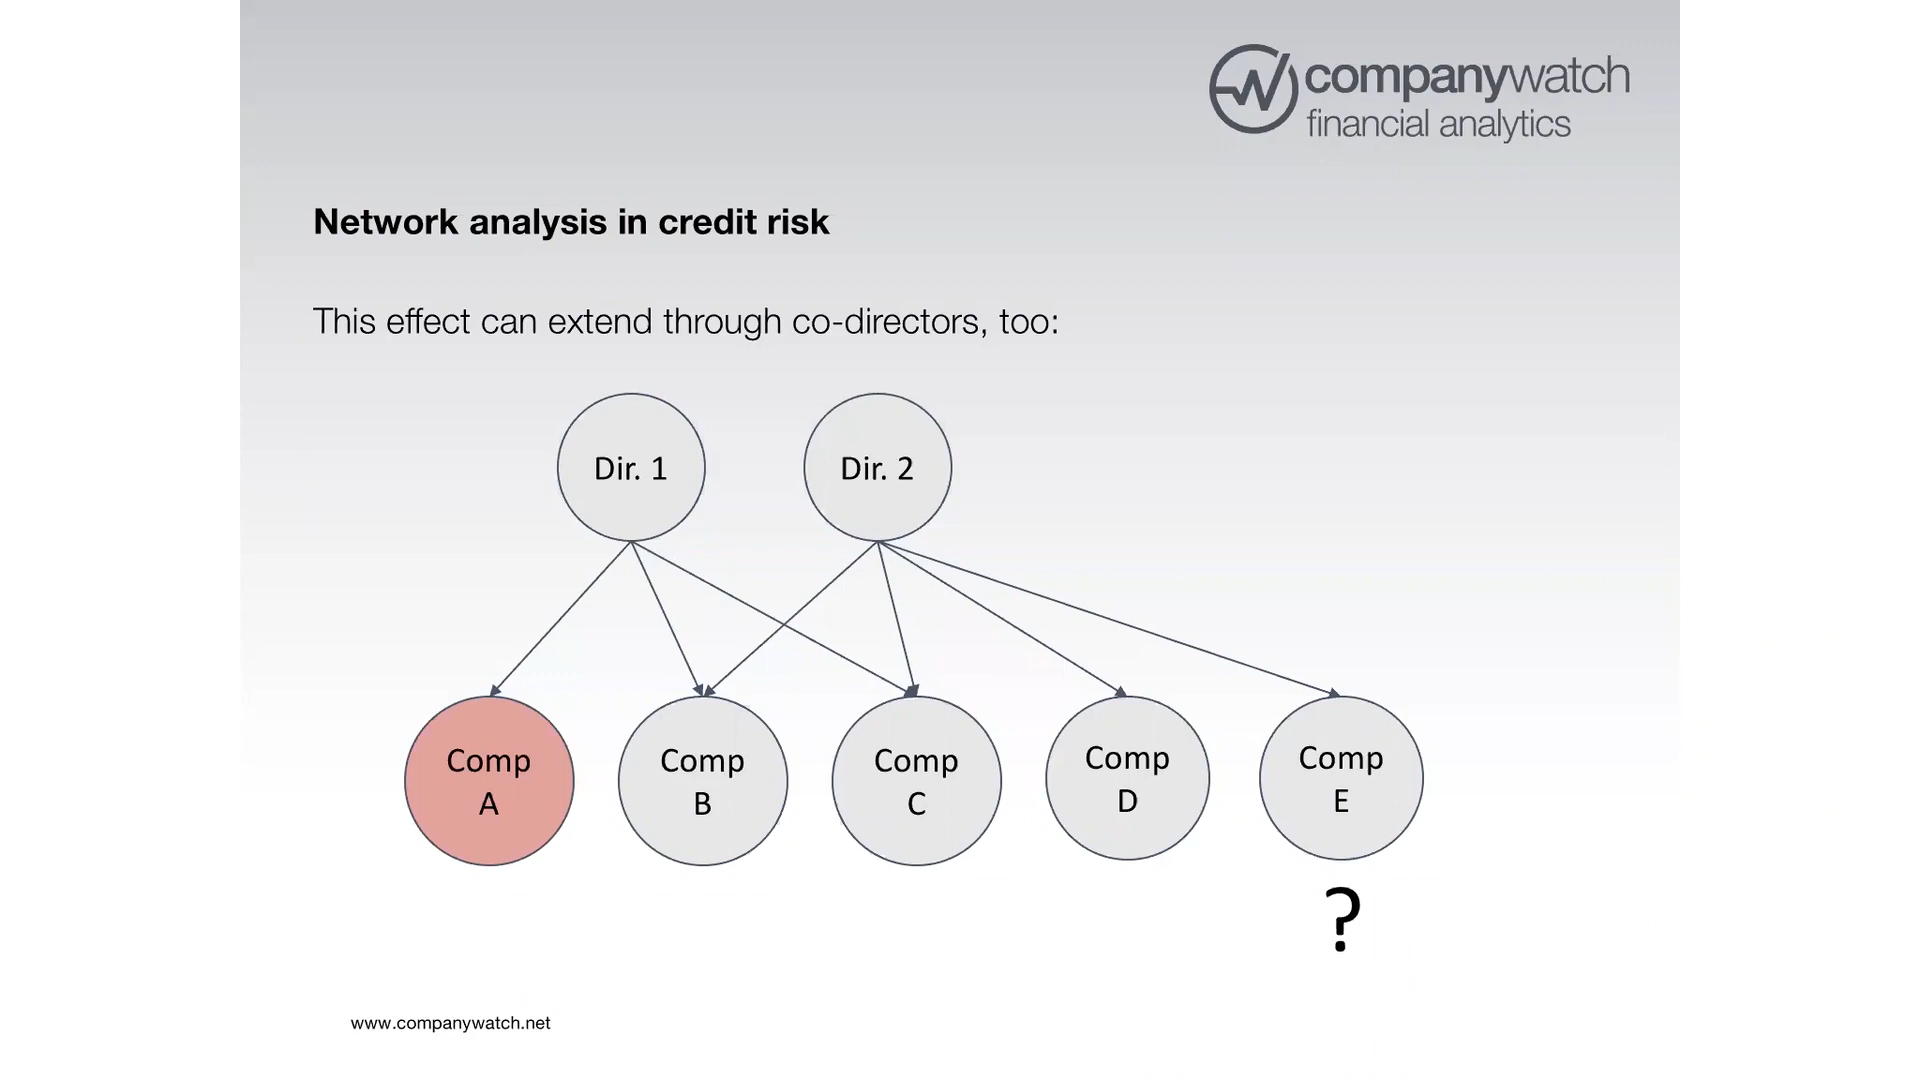 companywatch
financial analytics
Network analysis in credit risk
This effect can extend through co-directors, too:
Dir. 1
Dir. 2
Comp
A
Comp
B
Comp
C
Comp
D
Comp
E
?
www.companywatch.net